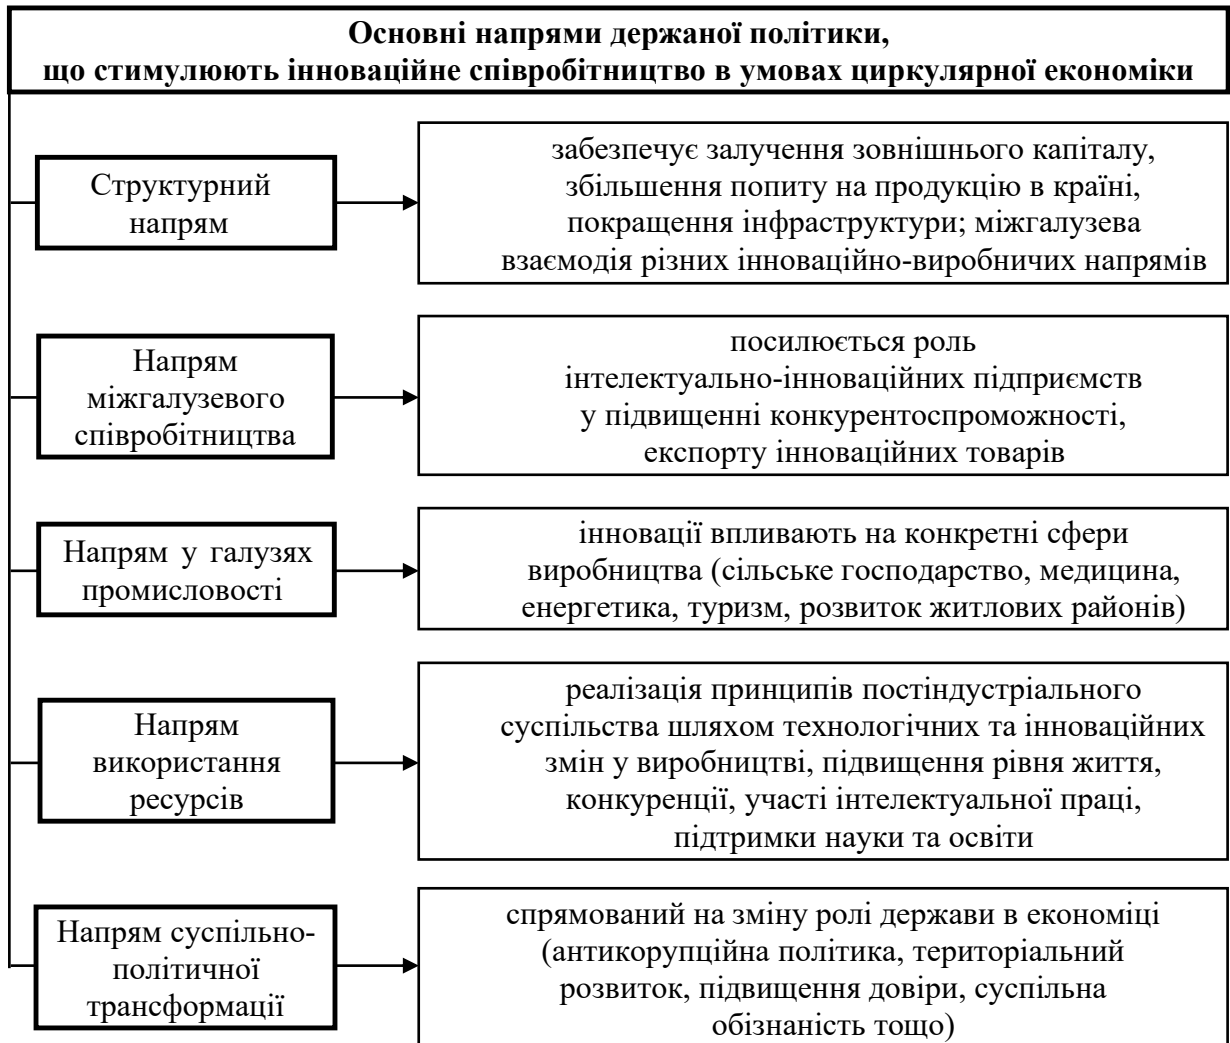 Основні напрями держаної політики,
що стимулюють інноваційне співробітництво в умовах циркулярної економіки
Структурний
напрям
забезпечує залучення зовнішнього капіталу,
збільшення попиту на продукцію в країні,
покращення інфраструктури; міжгалузева
взаємодія різних інноваційно-виробничих напрямів
Напрям
міжгалузевого
співробітництва
посилюється роль
інтелектуально-інноваційних підприємств
у підвищенні конкурентоспроможності,
експорту інноваційних товарів
Напрям у галузях
промисловості
інновації впливають на конкретні сфери
виробництва (сільське господарство, медицина,
енергетика, туризм, розвиток житлових районів)
Напрям
використання
ресурсів
реалізація принципів постіндустріального
суспільства шляхом технологічних та інноваційних
змін у виробництві, підвищення рівня життя,
конкуренції, участі інтелектуальної праці,
підтримки науки та освіти
Напрям суспільно-
політичної
трансформації
спрямований на зміну ролі держави в економіці
(антикорупційна політика, територіальний
розвиток, підвищення довіри, суспільна
обізнаність тощо)